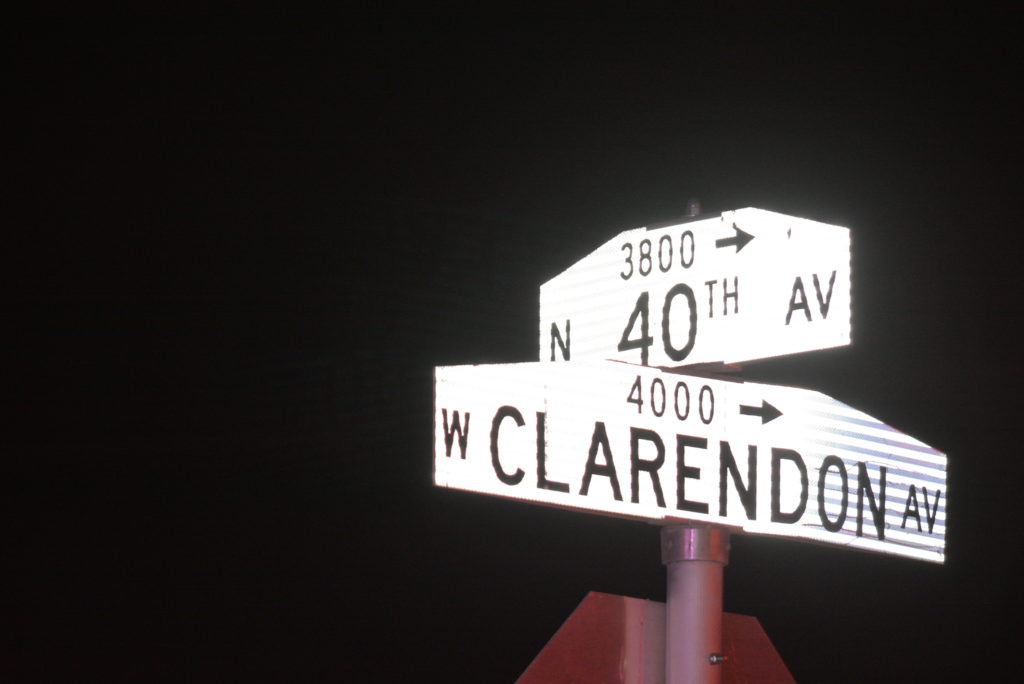 3800 →
N 40TH AV
4000 →
W CLARENDON AV